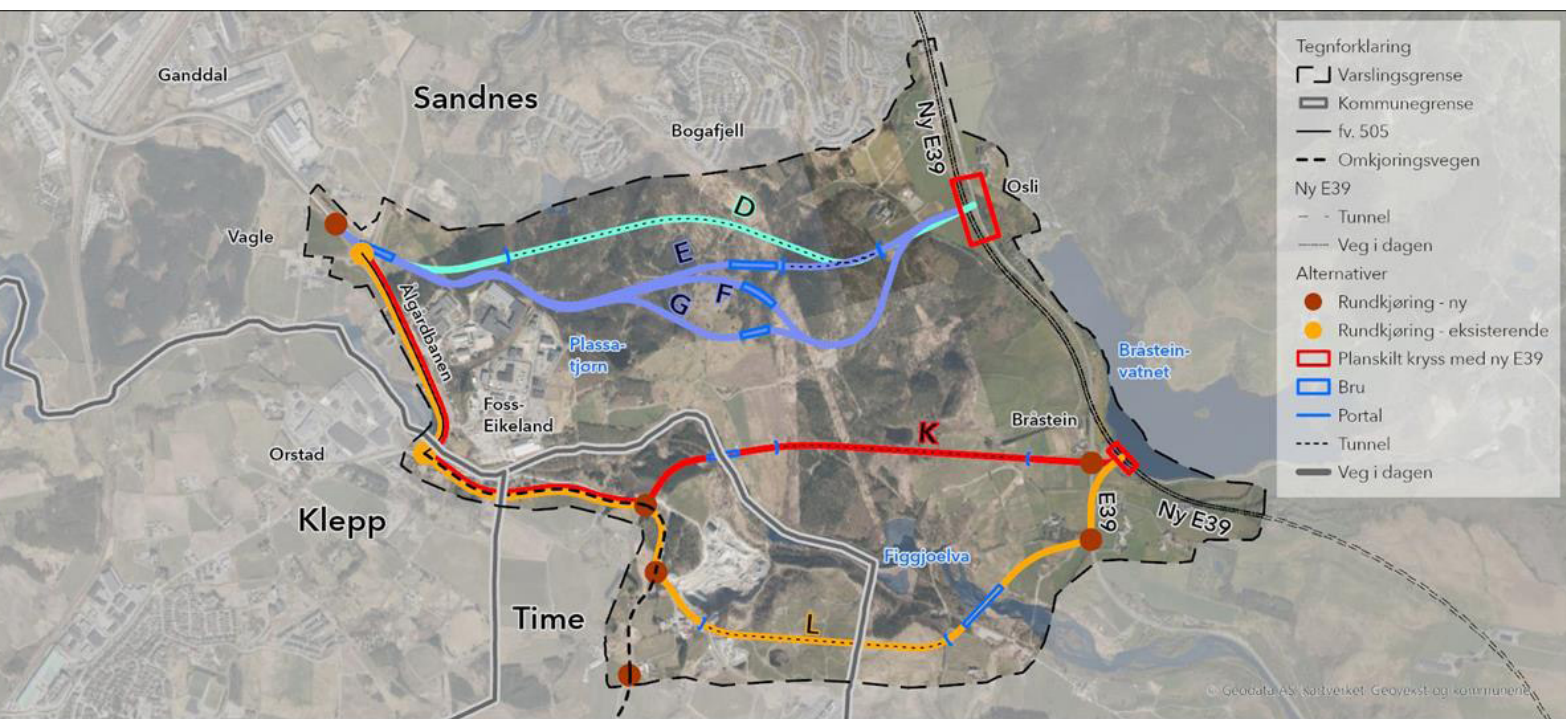 Ganddal
Sandnes
Bogafjell
Ny E39
Osli
Vagle
D
E
F
G
Ålgårdbanen
Plassa-
tjørn
Bråstein-
vatnet
Foss-
Eikeland
Bråstein
K
Orstad
Klepp
E39
Ny E39
Figgjoelva
Time
L
Tegnforklaring
Varslingsgrense
Kommunegrense
fv. 505
Omkjøringsvegen
Ny E39
Tunnel
Veg i dagen
Alternativer
Rundkjøring - ny
Rundkjøring - eksisterende
Planskilt kryss med ny E39
Bru
Portal
Tunnel
Veg i dagen
© Geodata AS, Kartverket, Geovekst og kommunene